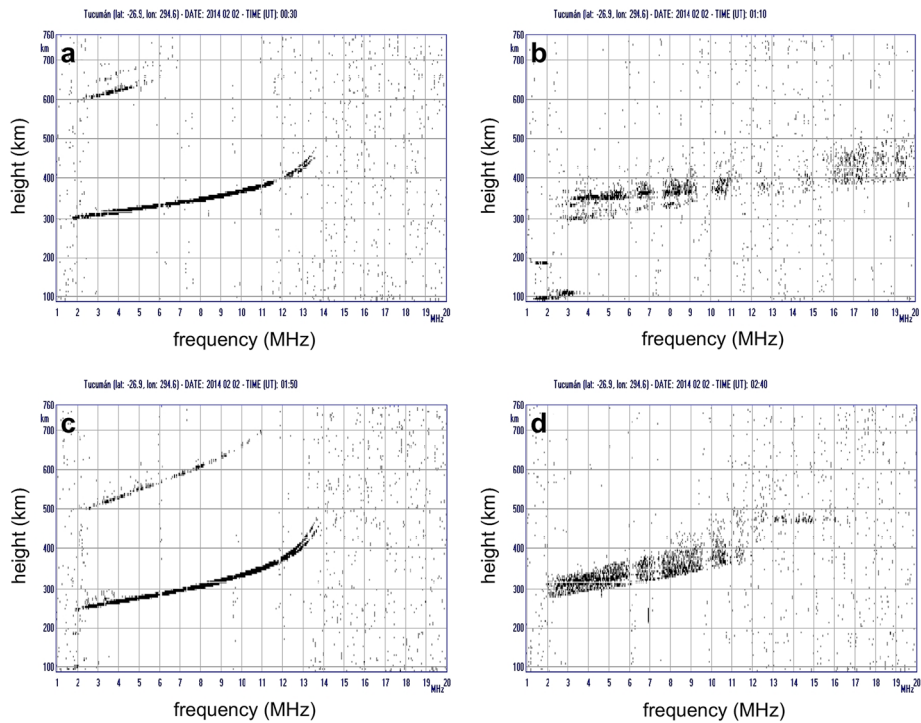 Tucumán (lat: -26.9, lon: 294.6) - DATE: 2014 02 02 - TIME (UT): 00:30
a
760
km
700
600
500
400
300
200
100
height (km)
1 2 3 4 5 6 7 8 9 10 11 12 13 14 15 16 17 18 19 20
MHz
frequency (MHz)
Tucumán (lat: -26.9, lon: 294.6) - DATE: 2014 02 02 - TIME (UT): 01:10
b
760
km
700
600
500
400
300
200
100
height (km)
1 2 3 4 5 6 7 8 9 10 11 12 13 14 15 16 17 18 19 20
MHz
frequency (MHz)
Tucumán (lat: -26.9, lon: 294.6) - DATE: 2014 02 02 - TIME (UT): 01:50
c
760
km
700
600
500
400
300
200
100
height (km)
1 2 3 4 5 6 7 8 9 10 11 12 13 14 15 16 17 18 19 20
MHz
frequency (MHz)
Tucumán (lat: -26.9, lon: 294.6) - DATE: 2014 02 02 - TIME (UT): 02:40
d
760
km
700
600
500
400
300
200
100
height (km)
1 2 3 4 5 6 7 8 9 10 11 12 13 14 15 16 17 18 19 20
MHz
frequency (MHz)